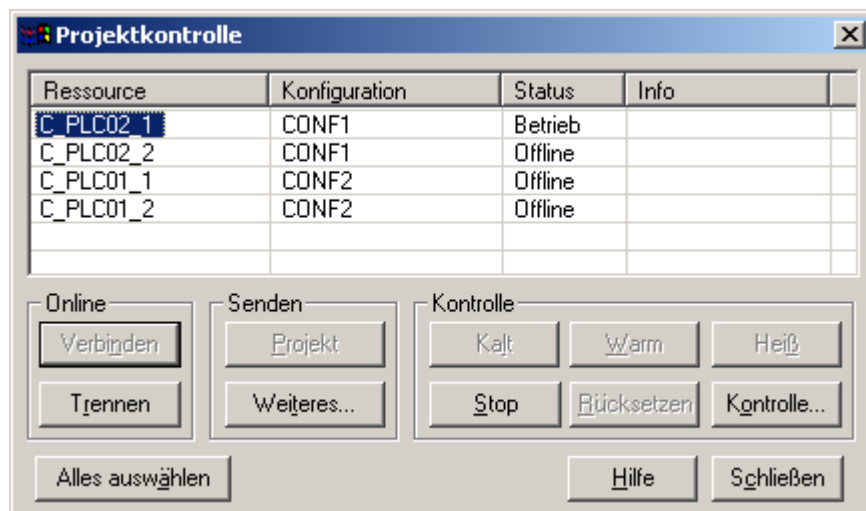 Projektkontrolle
Ressource Konfiguration Status Info
C_PLC02_1 CONF1 Betrieb
C_PLC02_2 CONF1 Offline
C_PLC01_1 CONF2 Offline
C_PLC01_2 CONF2 Offline
Online Senden Kontrolle
Verbinden Projekt Kalt Warm Heiß
Trennen Weiteres... Stop Rücksetzen Kontrolle...
Alles auswählen Hilfe Schließen